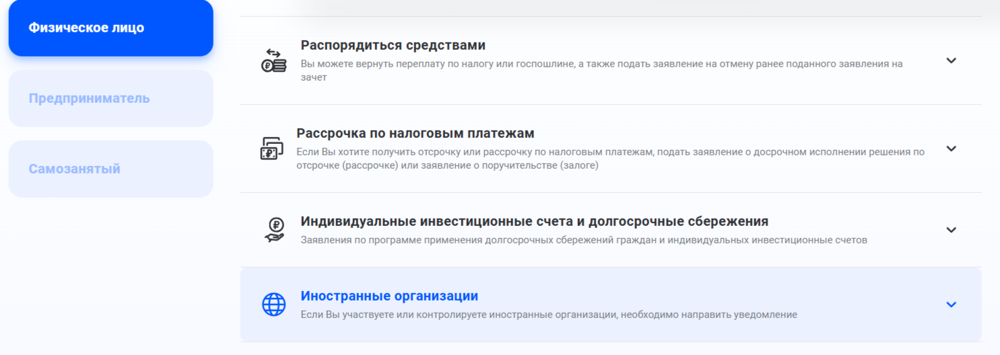 Физическое лицо
Предприниматель
Самозанятый
Распорядиться средствами
Вы можете вернуть переплату по налогу или госпошлине, а также подать заявление на отмену ранее поданного заявления на
зачет
Рассрочка по налоговым платежам
Если Вы хотите получить отсрочку или рассрочку по налоговым платежам, подать заявление о досрочном исполнении решения по
отсрочке (рассрочке) или заявление о поручительстве (залоге)
Индивидуальные инвестиционные счета и долгосрочные сбережения
Заявления по программе применения долгосрочных сбережений граждан и индивидуальных инвестиционные счетов
Иностранные организации
Если Вы участвуете или контролируете иностранные организации, необходимо направить уведомление